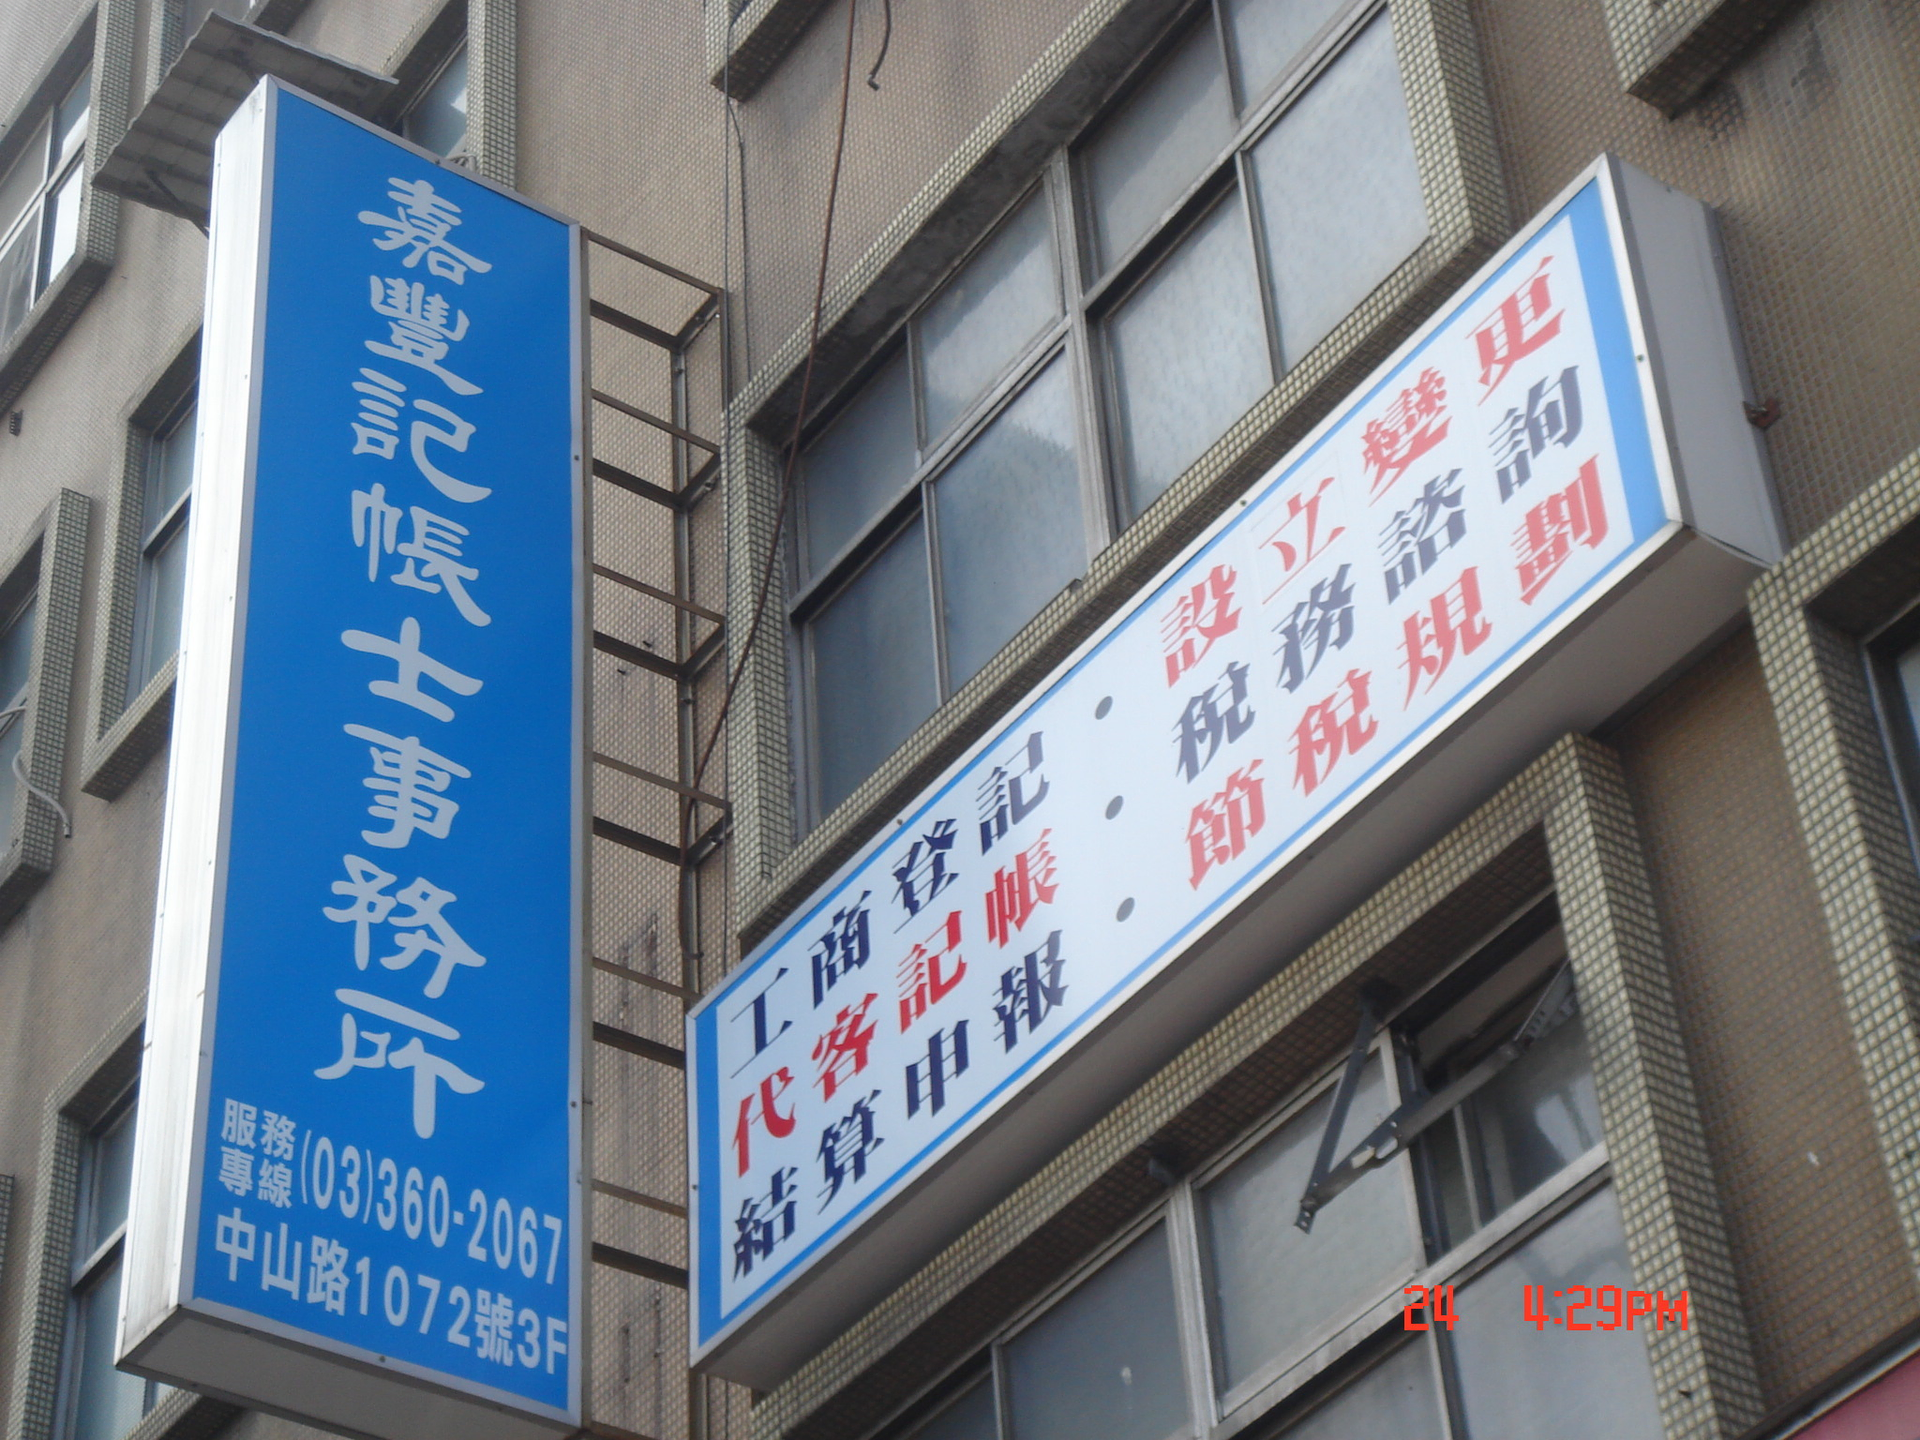 嘉豐記帳士事務所
服務專線(03)360-2067
中山路1072號3F
工商登記・設立變更
代客記帳・稅務諮詢
結算申報・節稅規劃
24 4:29PM